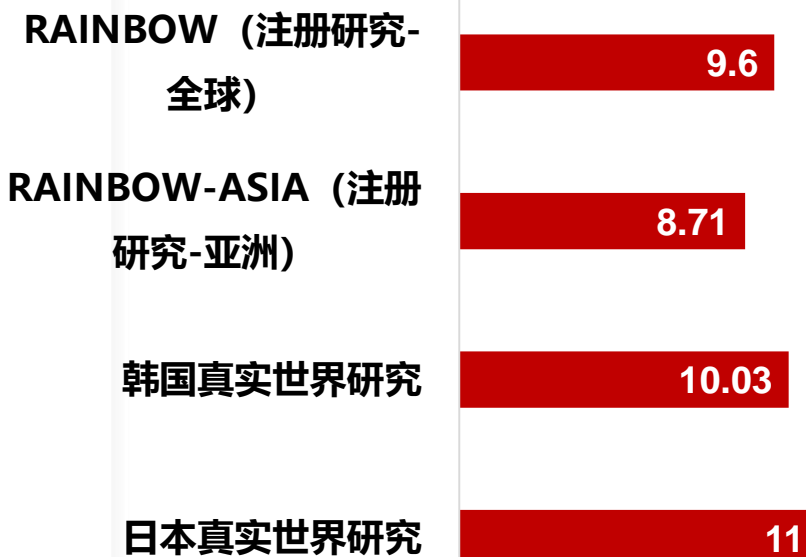 RAINBOW（注册研究-
全球）
9.6
RAINBOW-ASIA（注册
研究-亚洲）
8.71
韩国真实世界研究
10.03
日本真实世界研究
11